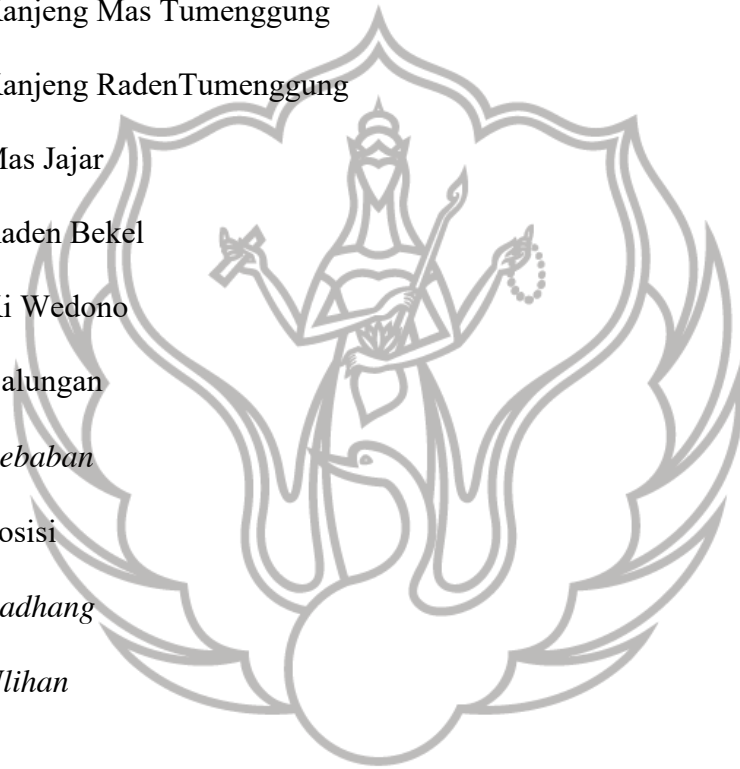 anjeng Mas Tumenggung
anjeng RadenTumenggung
Mas Jajar
aden Bekel
i Wedono
alungan
ebaban
osisi
adhang
lihan